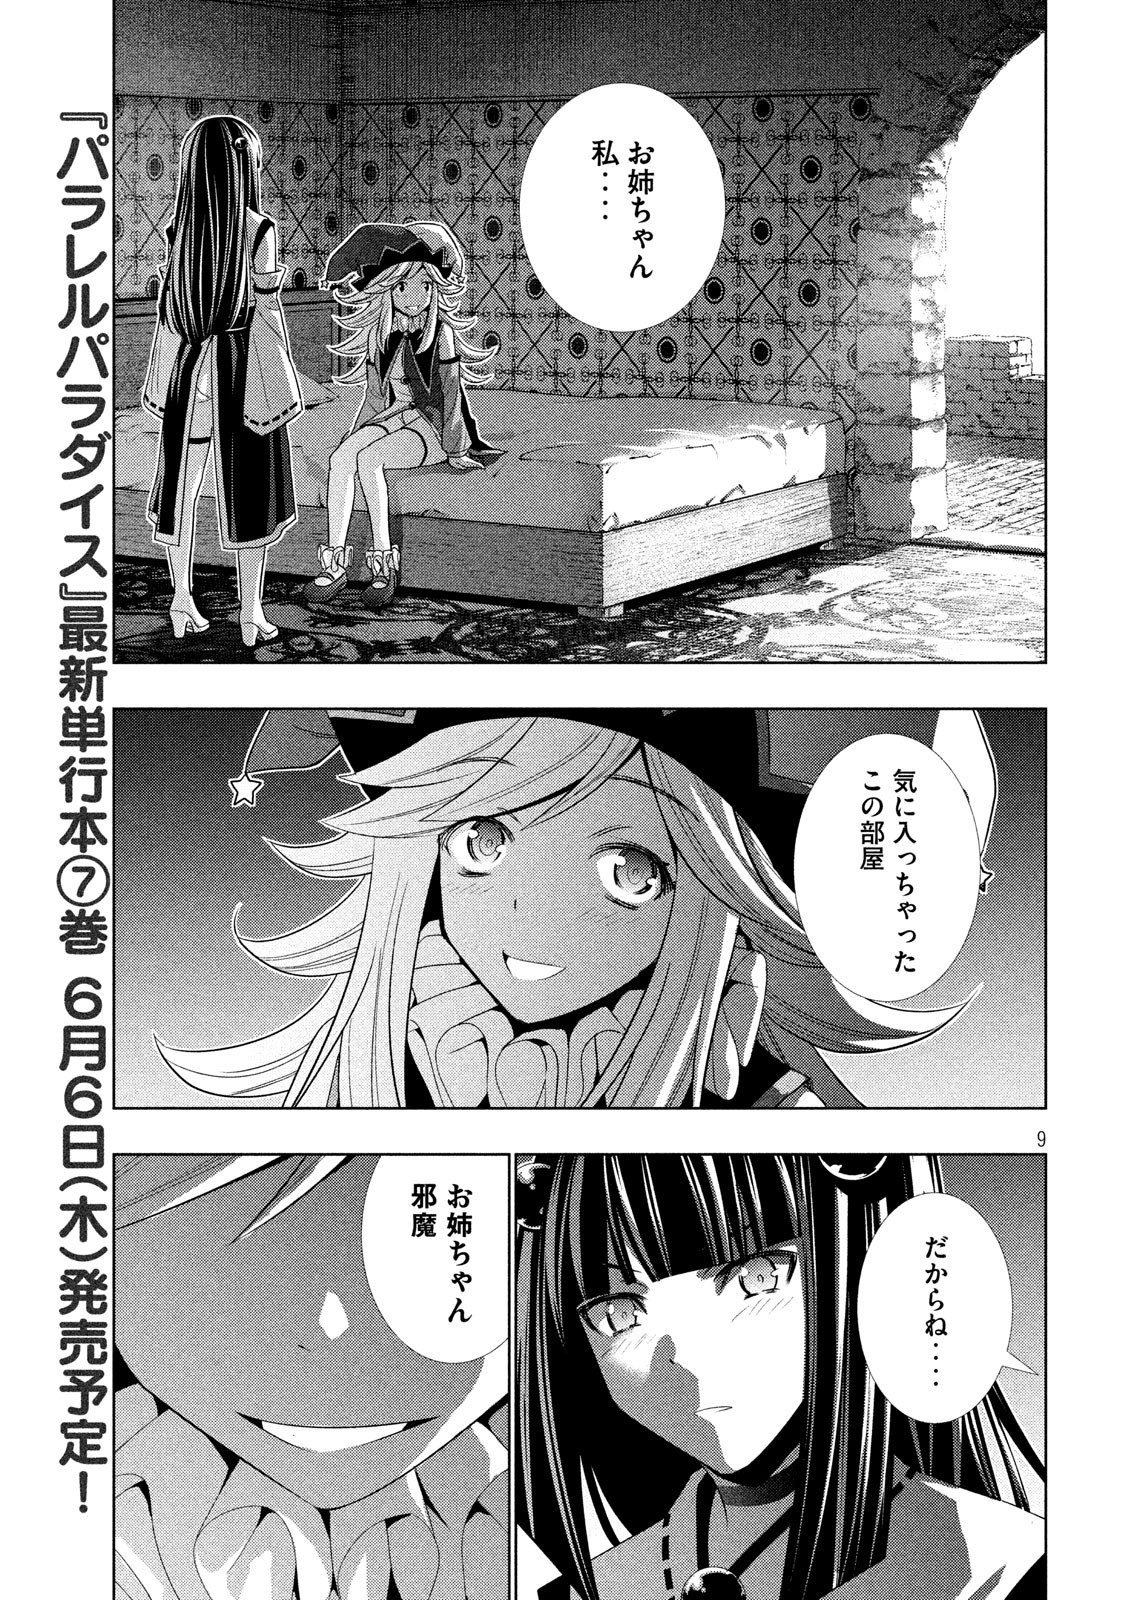 お姉ちゃん
私‥‥
気に入っちゃった
この部屋
9
だからね‥‥
お姉ちゃん
邪魔
『パラレルパラダイス』最新単行本⑦巻 6月6日(木)発売予定!